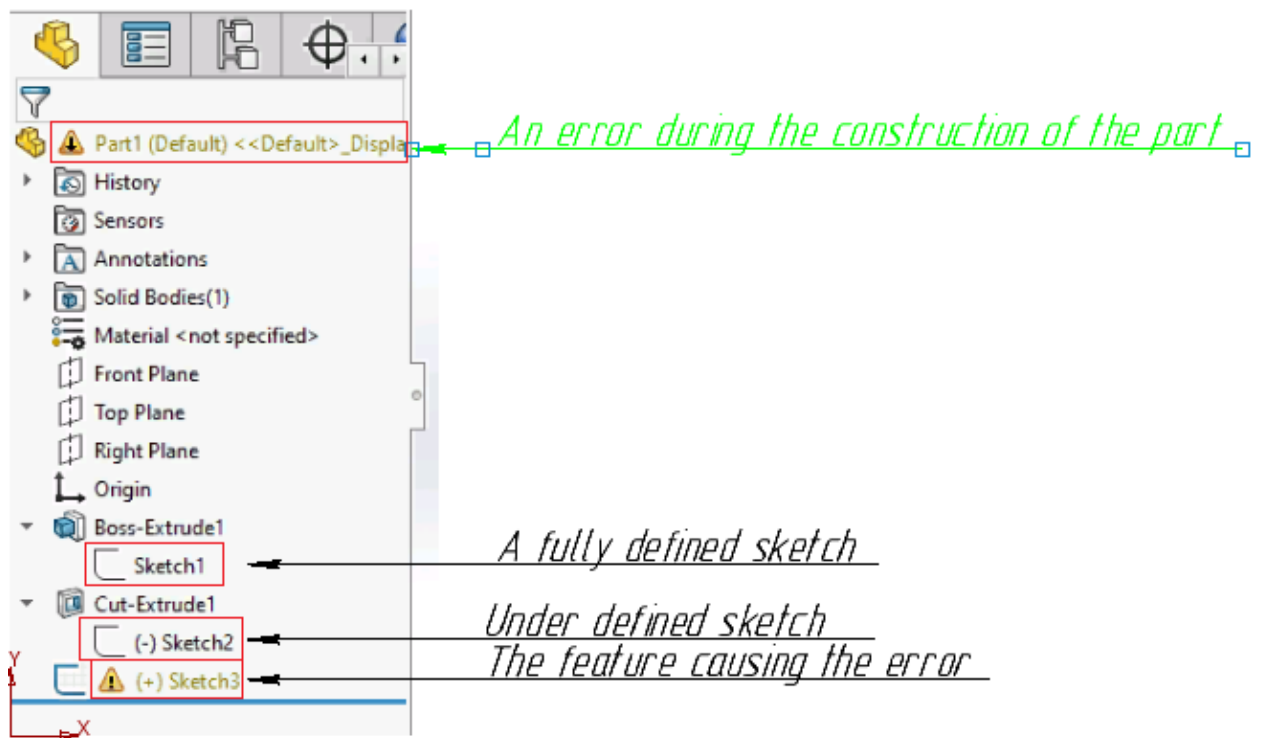 Part1 (Default) <<Default>_Displa
An error during the construction of the part
History
Sensors
Annotations
Solid Bodies(1)
Material <not specified>
Front Plane
Top Plane
Right Plane
Origin
Boss-Extrude1
Sketch1
A fully defined sketch
Cut-Extrude1
(-) Sketch2
Under defined sketch
(+) Sketch3
The feature causing the error
Y
X